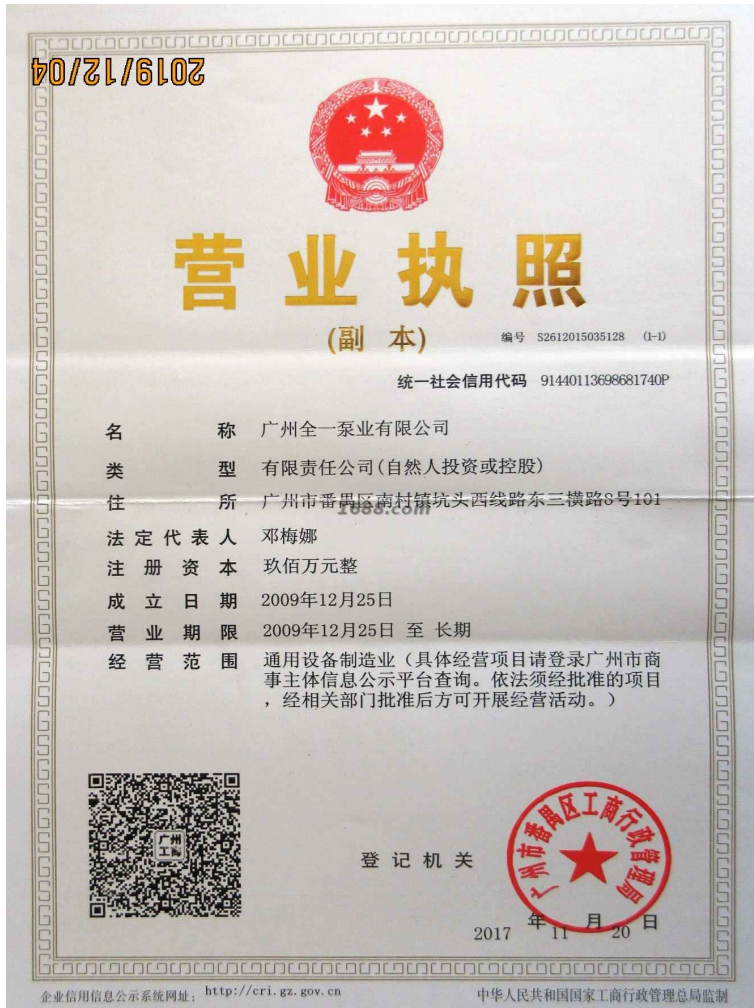 2019/12/04
营业执照
(副 本)
编号 S2612015035128 (1-1)
统一社会信用代码 91440113698681740P
名 称 广州全一泵业有限公司
类 型 有限责任公司(自然人投资或控股)
住 所 广州市番禺区南村镇坑头西线路东三横路8号101
1688.com
法定代表人 邓梅娜
注 册 资 本 玖佰万元整
成 立 日 期 2009年12月25日
营 业 期 限 2009年12月25日 至 长期
经 营 范 围 通用设备制造业（具体经营项目请登录广州市商
事主体信息公示平台查询。依法须经批准的项目
，经相关部门批准后方可开展经营活动。）
广州
工商
登 记 机 关
广州市番禺区工商行政管理局
2017 年 11 月 20 日
企业信用信息公示系统网址: http://cri.gz.gov.cn
中华人民共和国国家工商行政管理总局监制